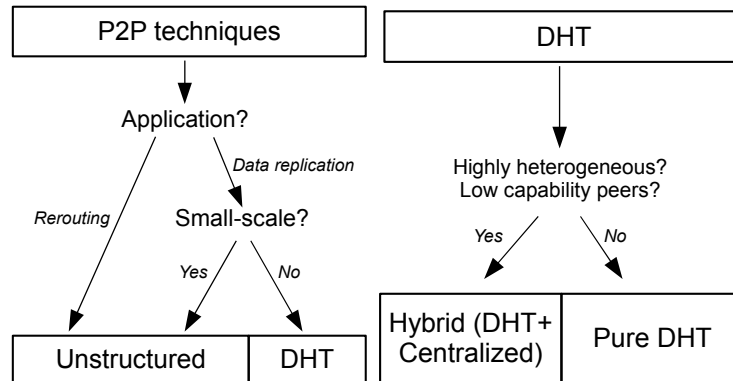 P2P techniques
Application?
Data replication
Rerouting
Small-scale?
Yes
No
Unstructured
DHT
DHT
Highly heterogeneous?
Low capability peers?
Yes
No
Hybrid (DHT+
Centralized)
Pure DHT